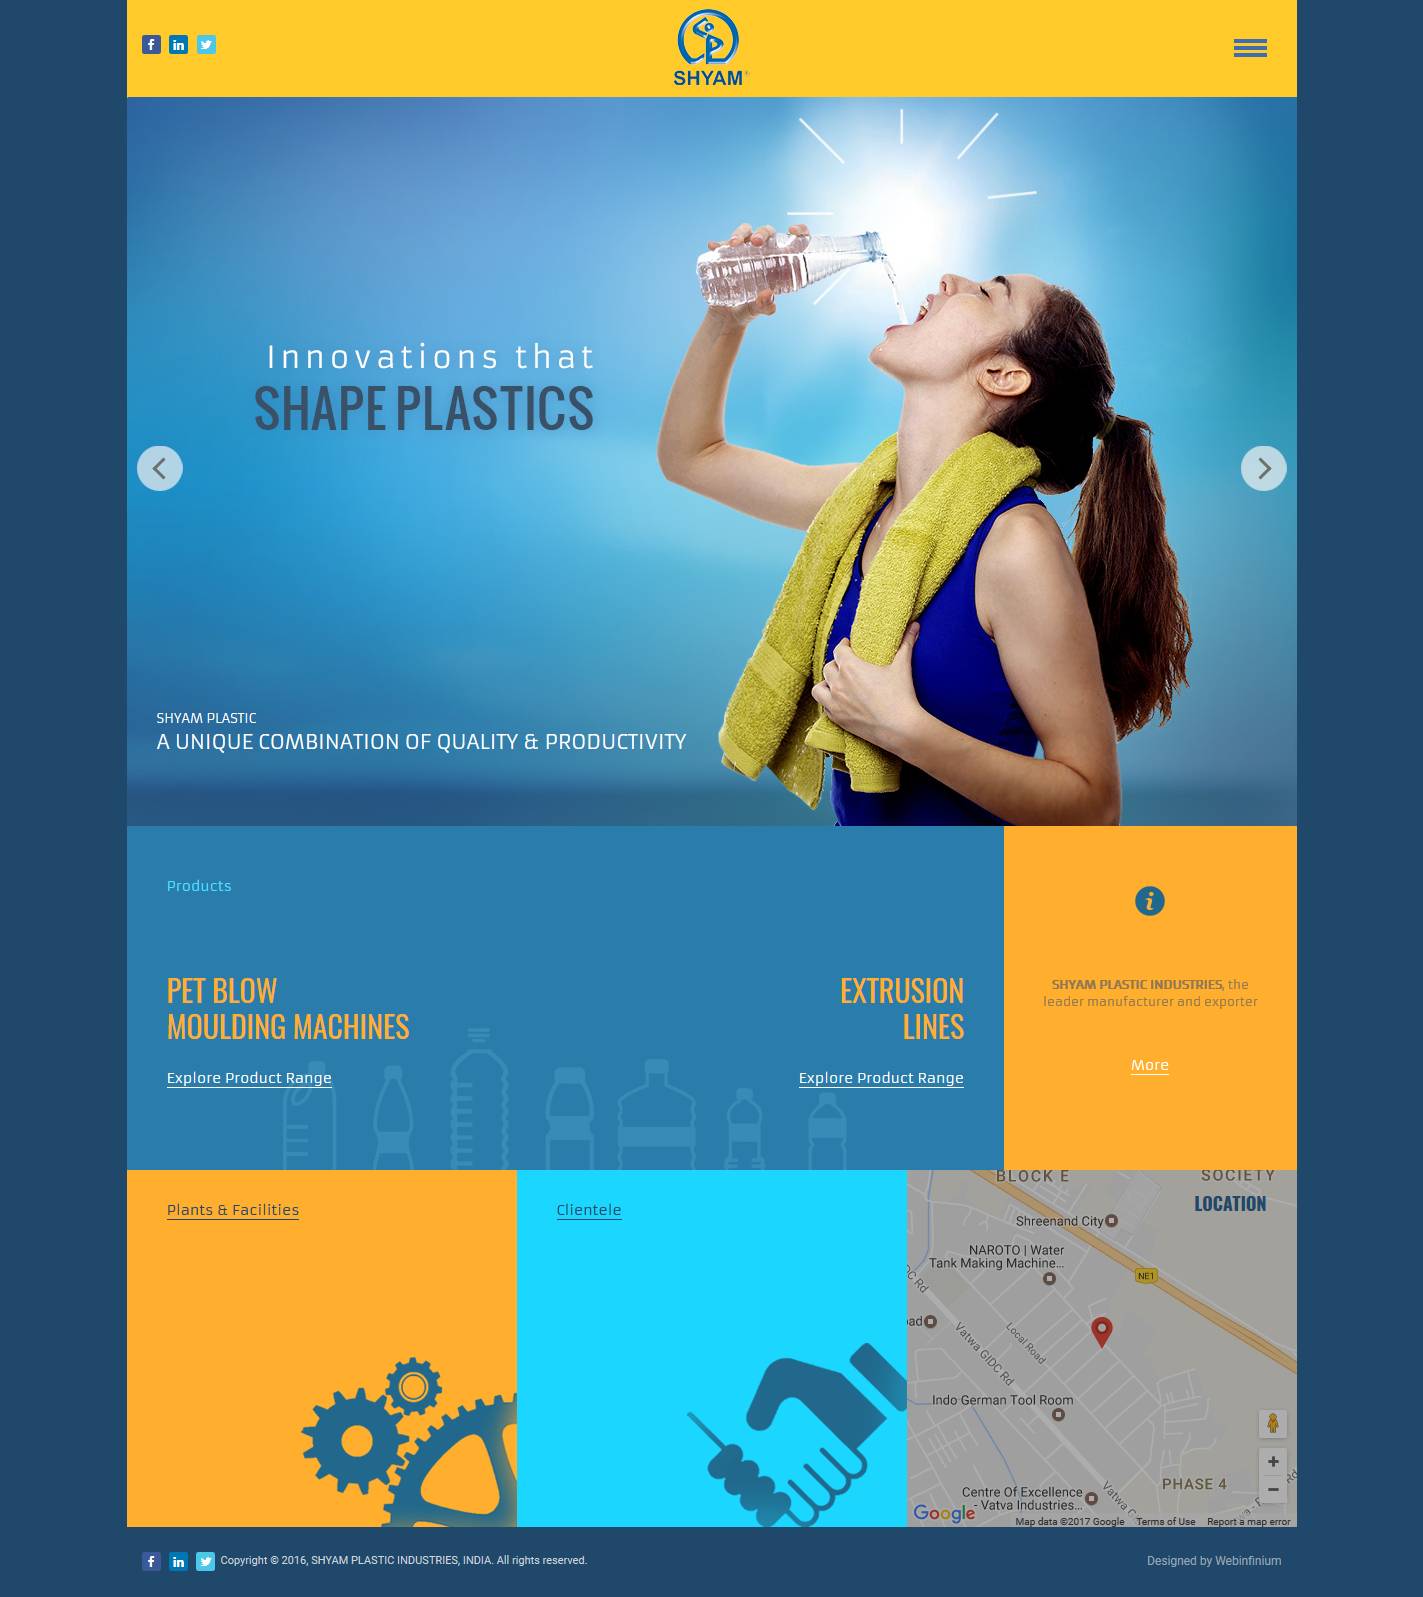 SHYAM
Innovations that
SHAPE PLASTICS
SHYAM PLASTIC
A UNIQUE COMBINATION OF QUALITY & PRODUCTIVITY
Products
PET BLOW
MOULDING MACHINES
Explore Product Range
EXTRUSION
LINES
Explore Product Range
SHYAM PLASTIC INDUSTRIES, the
leader manufacturer and exporter
More
Plants & Facilities
Clientele
BLOCK E
SOCIETY
LOCATION
Shreenand City
NAROTO | Water
Tank Making Machine...
NE1
Vatwa GIDC Rd
Local Road
Indo German Tool Room
PHASE 4
Centre Of Excellence
- Vatva Industries...
Google
Map data ©2017 Google
Terms of Use
Report a map error
Copyright © 2016, SHYAM PLASTIC INDUSTRIES, INDIA. All rights reserved.
Designed by Webinfinium